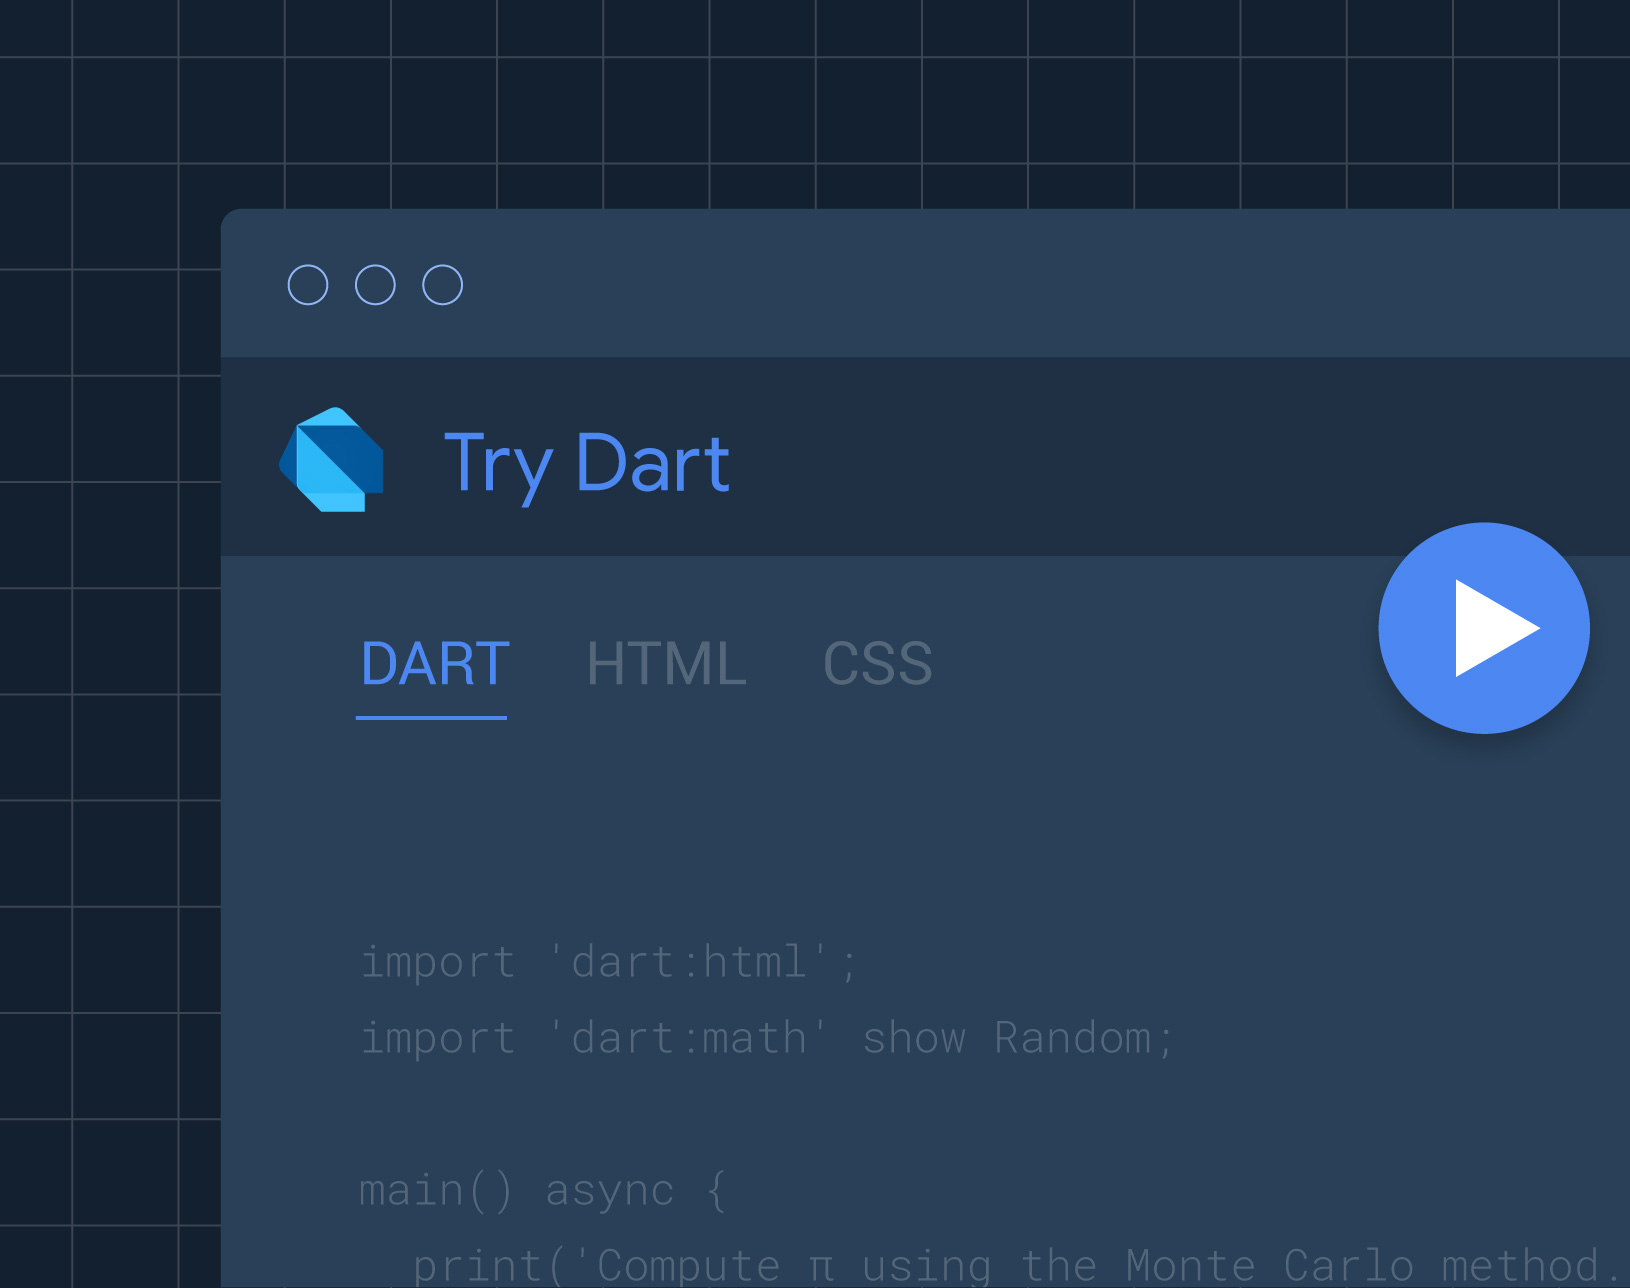 Try Dart
DART HTML CSS
import 'dart:html';
import 'dart:math' show Random;
main() async {
print('Compute π using the Monte Carlo method.